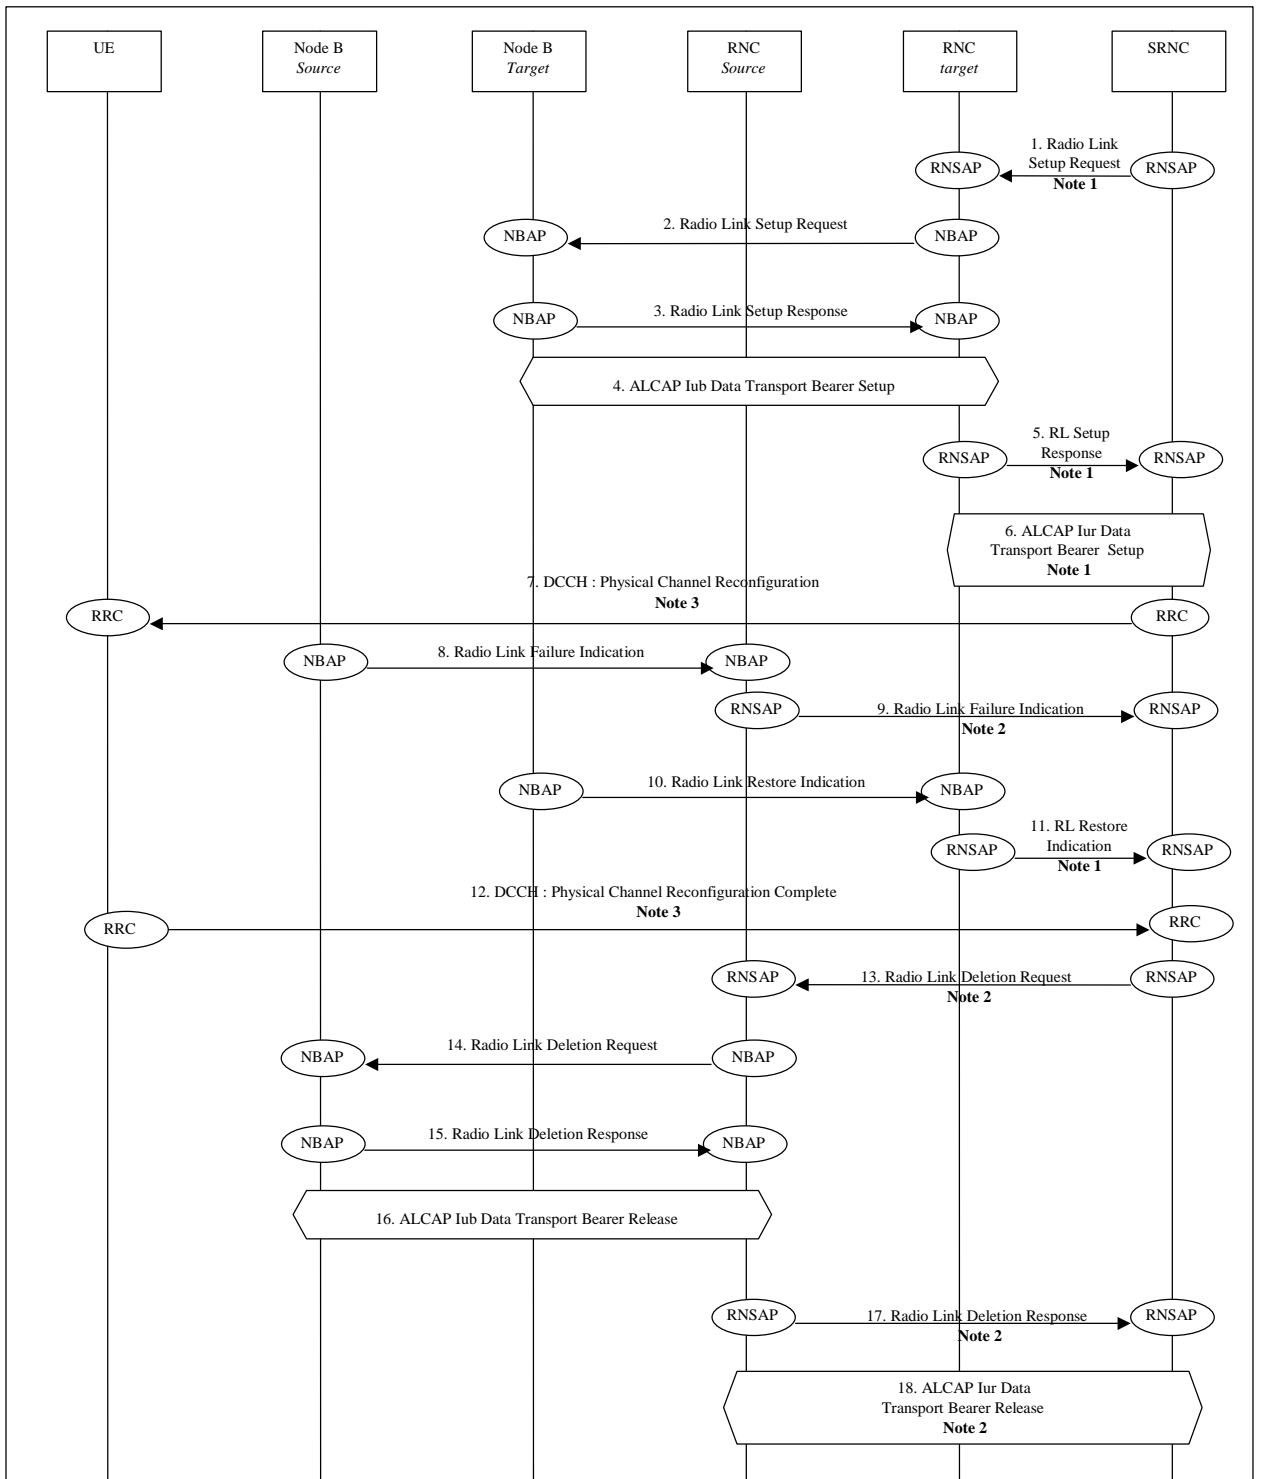 UE
Node B
Source
Node B
Target
RNC
Source
RNC
target
SRNC
1. Radio Link
Setup Request
Note 1
RNSAP
RNSAP
2. Radio Link Setup Request
NBAP
NBAP
3. Radio Link Setup Response
NBAP
NBAP
4. ALCAP Iub Data Transport Bearer Setup
5. RL Setup
Response
Note 1
RNSAP
RNSAP
6. ALCAP Iur Data
Transport Bearer Setup
Note 1
7. DCCH : Physical Channel Reconfiguration
Note 3
RRC
RRC
8. Radio Link Failure Indication
NBAP
NBAP
RNSAP
9. Radio Link Failure Indication
Note 2
RNSAP
10. Radio Link Restore Indication
NBAP
NBAP
11. RL Restore
Indication
Note 1
RNSAP
RNSAP
12. DCCH : Physical Channel Reconfiguration Complete
Note 3
RRC
RRC
RNSAP
13. Radio Link Deletion Request
Note 2
RNSAP
14. Radio Link Deletion Request
NBAP
NBAP
15. Radio Link Deletion Response
NBAP
NBAP
16. ALCAP Iub Data Transport Bearer Release
RNSAP
17. Radio Link Deletion Response
Note 2
RNSAP
18. ALCAP Iur Data
Transport Bearer Release
Note 2